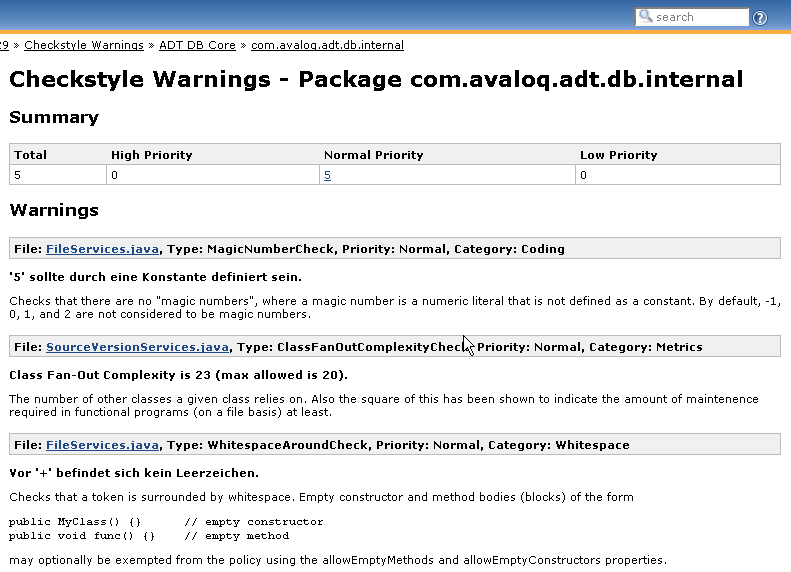 search
29 » Checkstyle Warnings » ADT DB Core » com.avaloq.adt.db.internal
Checkstyle Warnings - Package com.avaloq.adt.db.internal
Summary
Total High Priority Normal Priority Low Priority
5 0 5 0
Warnings
File: FileServices.java, Type: MagicNumberCheck, Priority: Normal, Category: Coding
'5' sollte durch eine Konstante definiert sein.
Checks that there are no "magic numbers", where a magic number is a numeric literal that is not defined as a constant. By default, -1,
0, 1, and 2 are not considered to be magic numbers.
File: SourceVersionServices.java, Type: ClassFanOutComplexityCheck, Priority: Normal, Category: Metrics
Class Fan-Out Complexity is 23 (max allowed is 20).
The number of other classes a given class relies on. Also the square of this has been shown to indicate the amount of maintenence
required in functional programs (on a file basis) at least.
File: FileServices.java, Type: WhitespaceAroundCheck, Priority: Normal, Category: Whitespace
Vor '+' befindet sich kein Leerzeichen.
Checks that a token is surrounded by whitespace. Empty constructor and method bodies (blocks) of the form
public MyClass() {} // empty constructor
public void func() {} // empty method
may optionally be exempted from the policy using the allowEmptyMethods and allowEmptyConstructors properties.